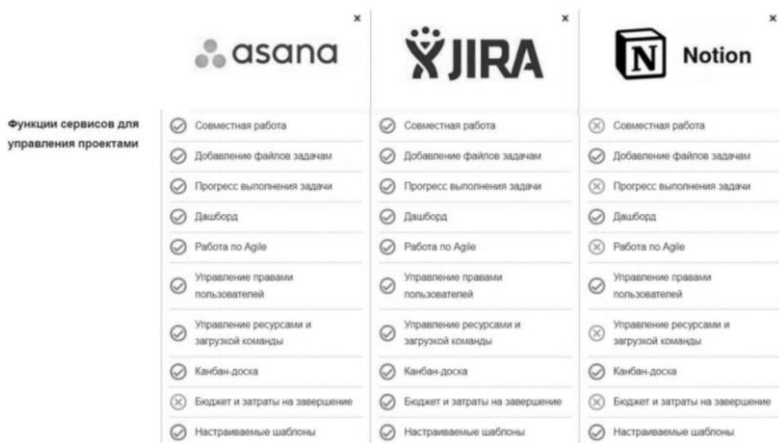 asana
JIRA
N Notion
Функции сервисов для
управления проектами
Совместная работа
Добавление файлов задачам
Прогресс выполнения задачи
Дашборд
Работа по Agile
Управление правами
пользователей
Управление ресурсами и
загрузкой команды
Канбан-доска
Бюджет и затраты на завершение
Настраиваемые шаблоны
Совместная работа
Добавление файлов задачам
Прогресс выполнения задачи
Дашборд
Работа по Agile
Управление правами
пользователей
Управление ресурсами и
загрузкой команды
Канбан-доска
Бюджет и затраты на завершение
Настраиваемые шаблоны
Совместная работа
Добавление файлов задачам
Прогресс выполнения задачи
Дашборд
Работа по Agile
Управление правами
пользователей
Управление ресурсами и
загрузкой команды
Канбан-доска
Бюджет и затраты на завершение
Настраиваемые шаблоны